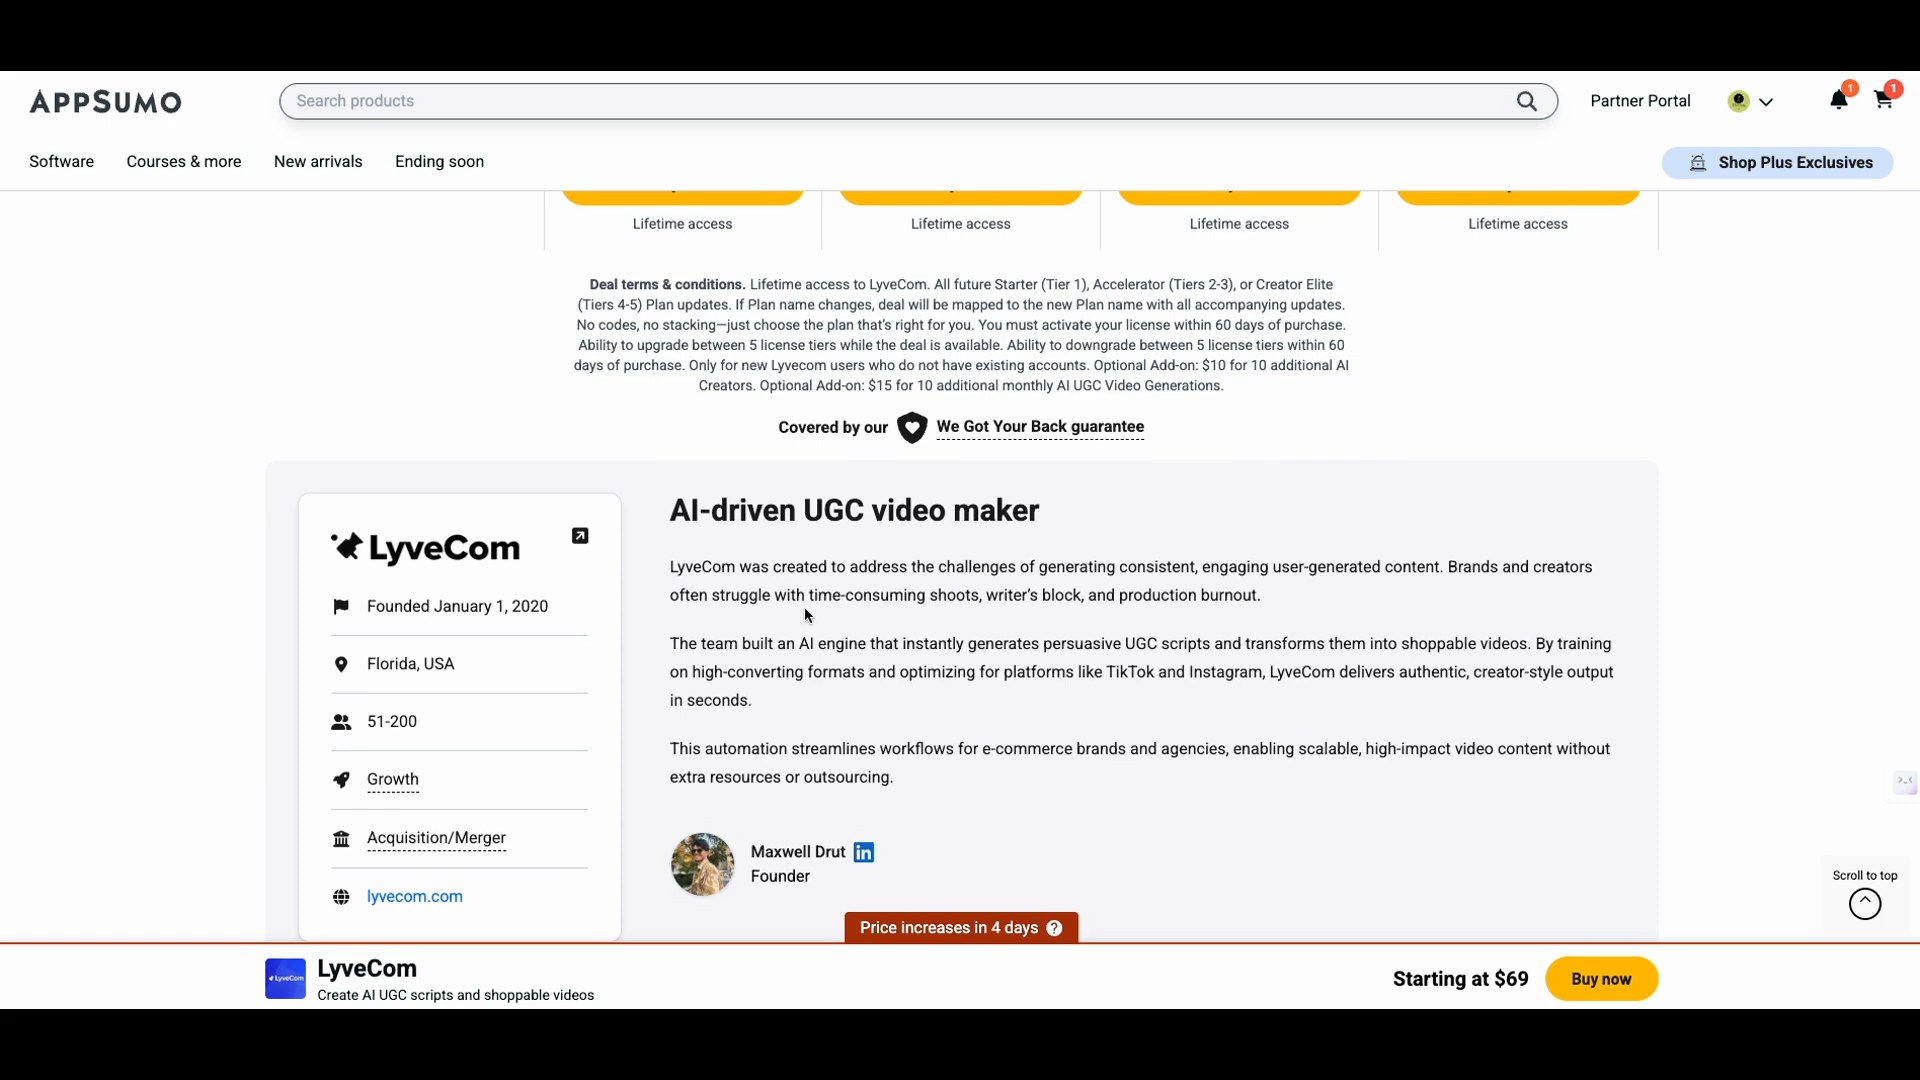 APPSUMO
Search products
Partner Portal
1
1
Software
Courses & more
New arrivals
Ending soon
Shop Plus Exclusives
Lifetime access
Lifetime access
Lifetime access
Lifetime access
Deal terms & conditions. Lifetime access to LyveCom. All future Starter (Tier 1), Accelerator (Tiers 2-3), or Creator Elite
(Tiers 4-5) Plan updates. If Plan name changes, deal will be mapped to the new Plan name with all accompanying updates.
No codes, no stacking—just choose the plan that's right for you. You must activate your license within 60 days of purchase.
Ability to upgrade between 5 license tiers while the deal is available. Ability to downgrade between 5 license tiers within 60
days of purchase. Only for new Lyvecom users who do not have existing accounts. Optional Add-on: $10 for 10 additional AI
Creators. Optional Add-on: $15 for 10 additional monthly AI UGC Video Generations.
Covered by our We Got Your Back guarantee
LyveCom
Founded January 1, 2020
Florida, USA
51-200
Growth
Acquisition/Merger
lyvecom.com
AI-driven UGC video maker
LyveCom was created to address the challenges of generating consistent, engaging user-generated content. Brands and creators
often struggle with time-consuming shoots, writer's block, and production burnout.
The team built an AI engine that instantly generates persuasive UGC scripts and transforms them into shoppable videos. By training
on high-converting formats and optimizing for platforms like TikTok and Instagram, LyveCom delivers authentic, creator-style output
in seconds.
This automation streamlines workflows for e-commerce brands and agencies, enabling scalable, high-impact video content without
extra resources or outsourcing.
Maxwell Drut in
Founder
Scroll to top
Price increases in 4 days ?
LyveCom
LyveCom
Create AI UGC scripts and shoppable videos
Starting at $69
Buy now